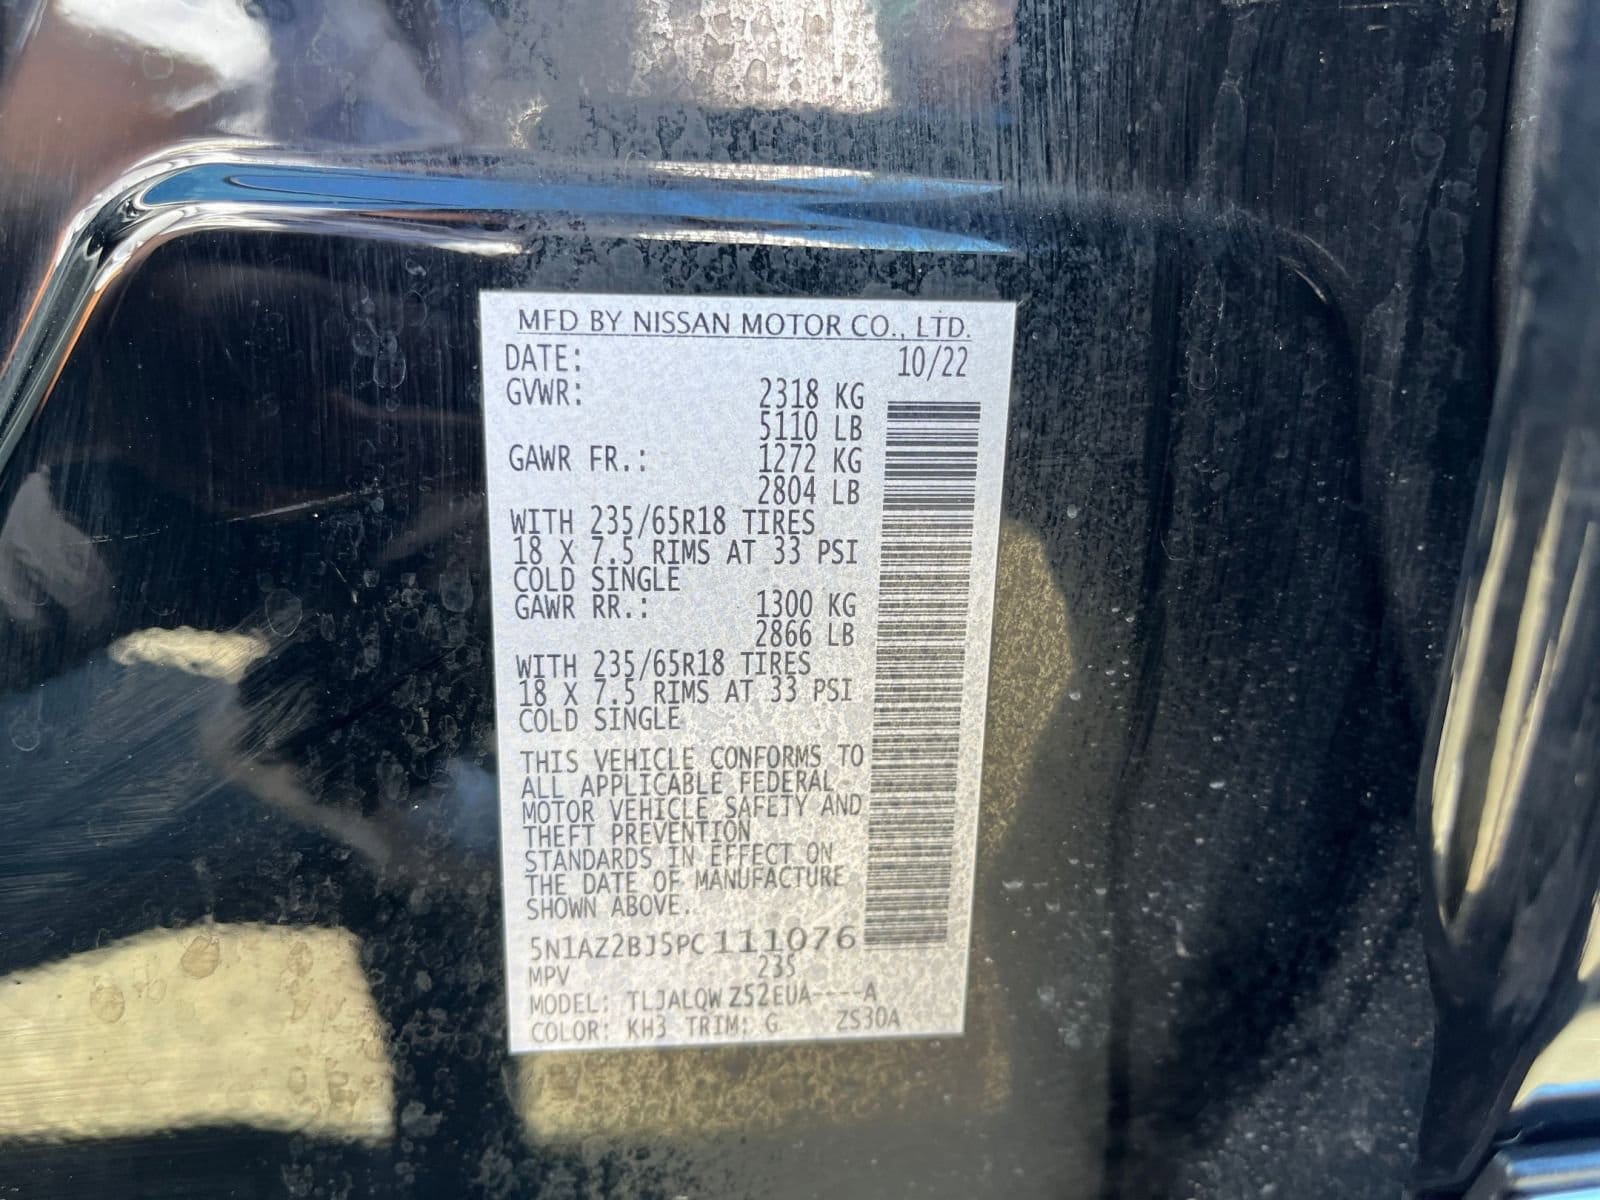 MFD BY NISSAN MOTOR CO., LTD.
DATE: 10/22
GVWR: 2318 KG
5110 LB
GAWR FR.: 1272 KG
2804 LB
WITH 235/65R18 TIRES
18 X 7.5 RIMS AT 33 PSI
COLD SINGLE
GAWR RR.: 1300 KG
2866 LB
WITH 235/65R18 TIRES
18 X 7.5 RIMS AT 33 PSI
COLD SINGLE
THIS VEHICLE CONFORMS TO
ALL APPLICABLE FEDERAL
MOTOR VEHICLE SAFETY AND
THEFT PREVENTION
STANDARDS IN EFFECT ON
THE DATE OF MANUFACTURE
SHOWN ABOVE.
5N1AZ2BJ5PC111076
MPV 235
MODEL: TLJALQWZ52EUA----A
COLOR: KH3 TRIM: G ZS30A